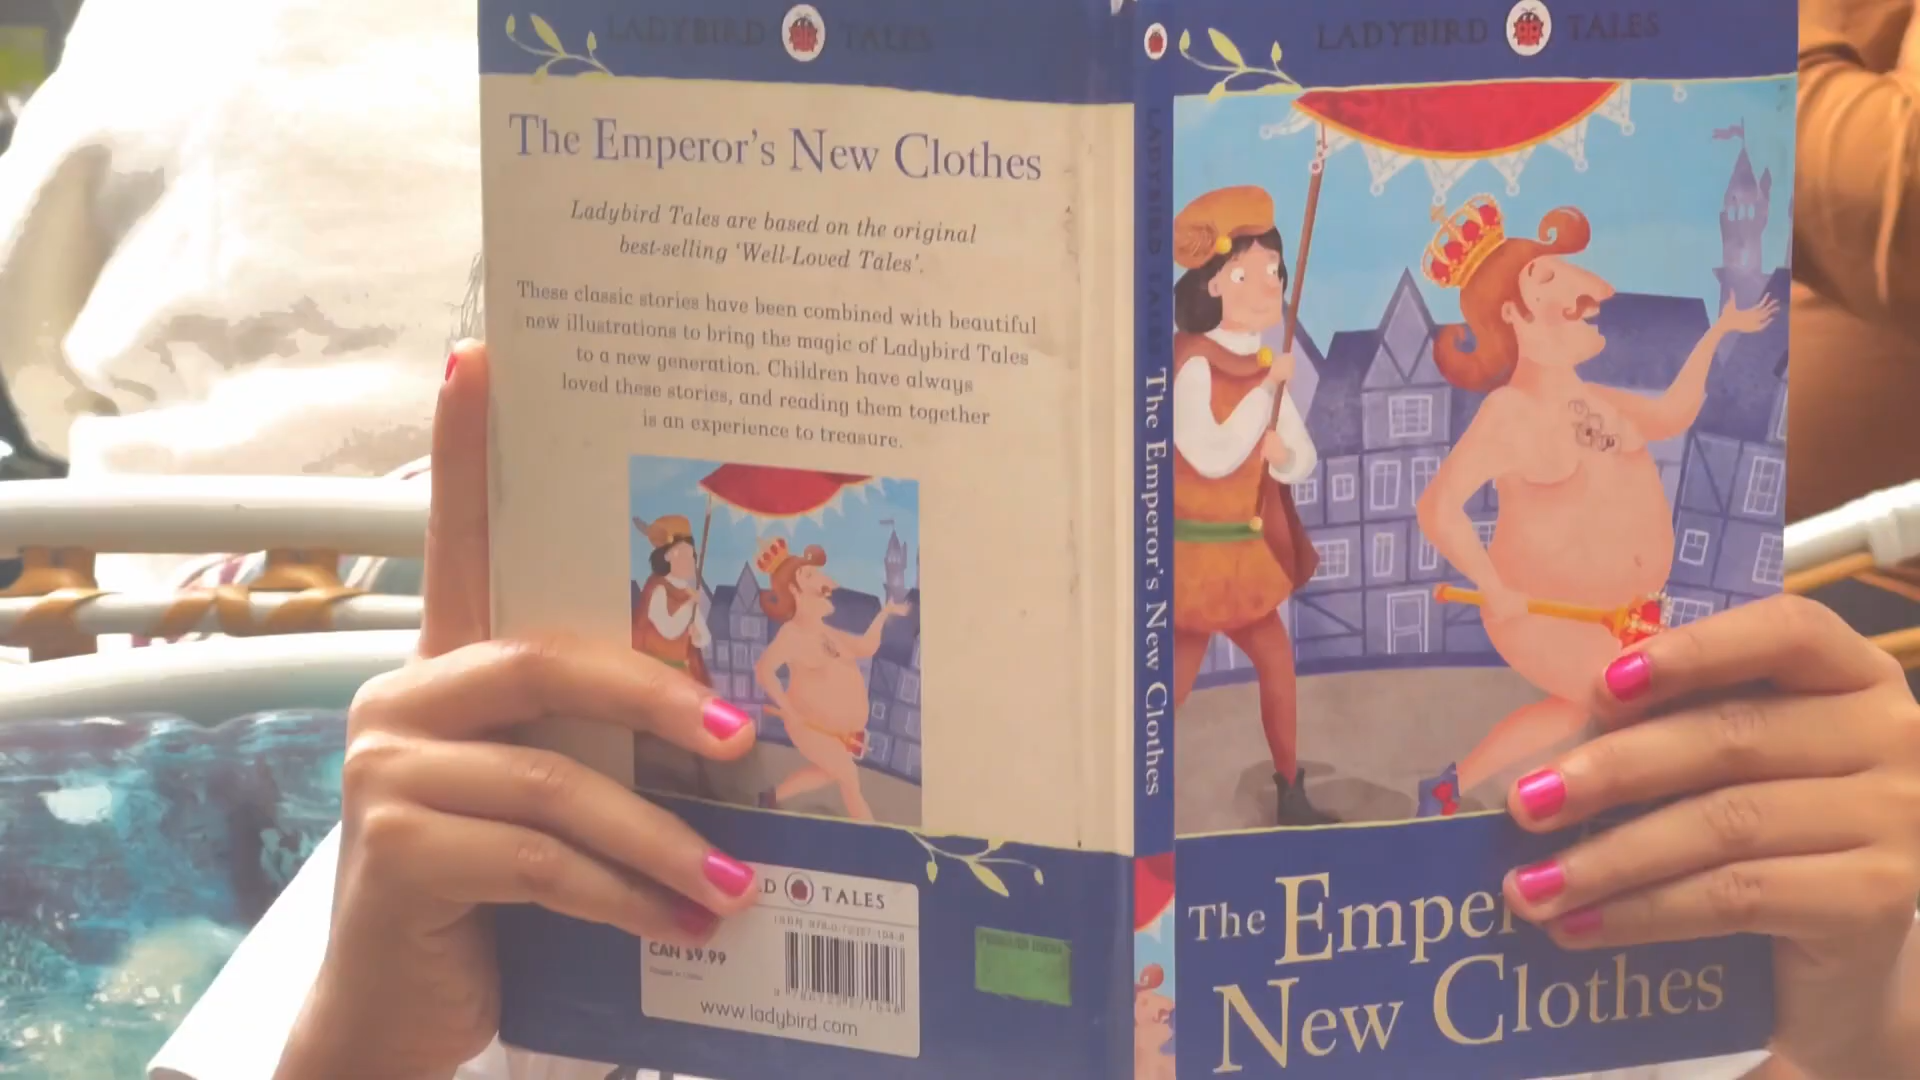 LADYBIRD TALES
The Emperor's New Clothes
Ladybird Tales are based on the original
best-selling 'Well-Loved Tales'.
These classic stories have been combined with beautiful
new illustrations to bring the magic of Ladybird Tales
to a new generation. Children have always
loved these stories, and reading them together
is an experience to treasure.
D TALES
CAN $9.99
www.ladybird.com
LADYBIRD TALES The Emperor's New Clothes
LADYBIRD TALES
The Emper
New Clothes